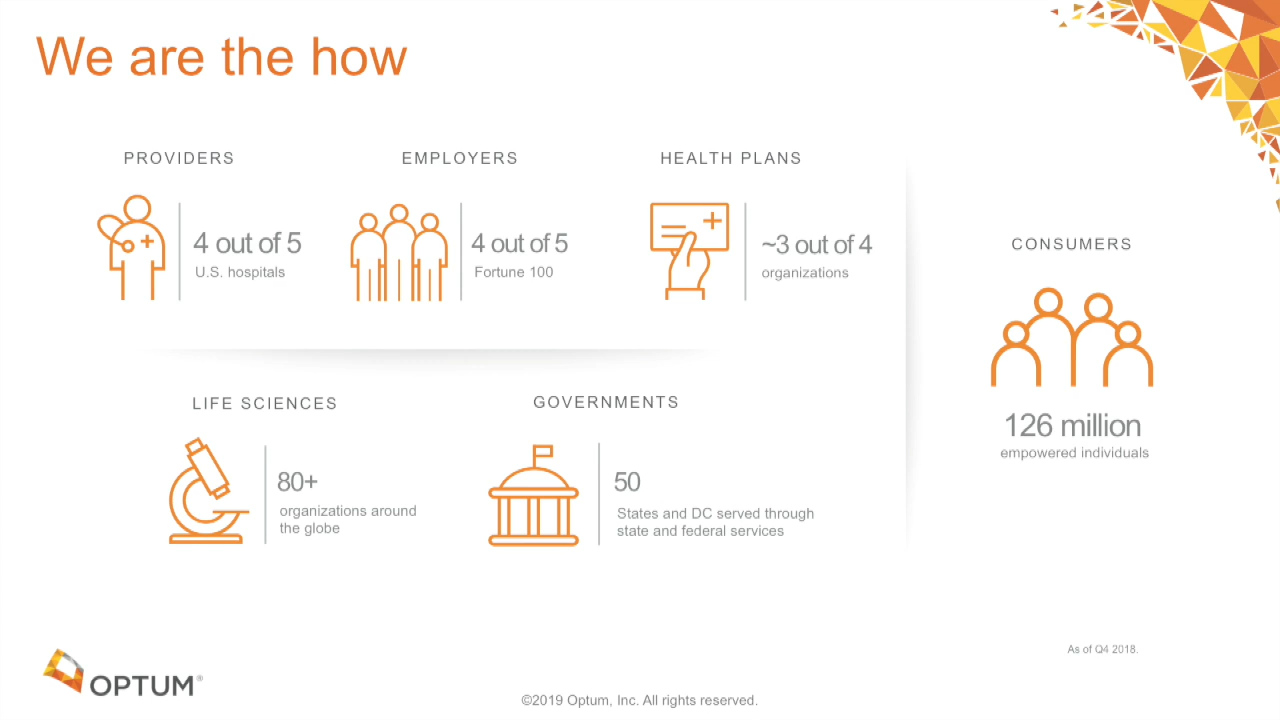 We are the how
PROVIDERS
4 out of 5
U.S. hospitals
EMPLOYERS
4 out of 5
Fortune 100
HEALTH PLANS
~3 out of 4
organizations
LIFE SCIENCES
80+
organizations around
the globe
GOVERNMENTS
50
States and DC served through
state and federal services
CONSUMERS
126 million
empowered individuals
As of Q4 2018.
OPTUM®
©2019 Optum, Inc. All rights reserved.